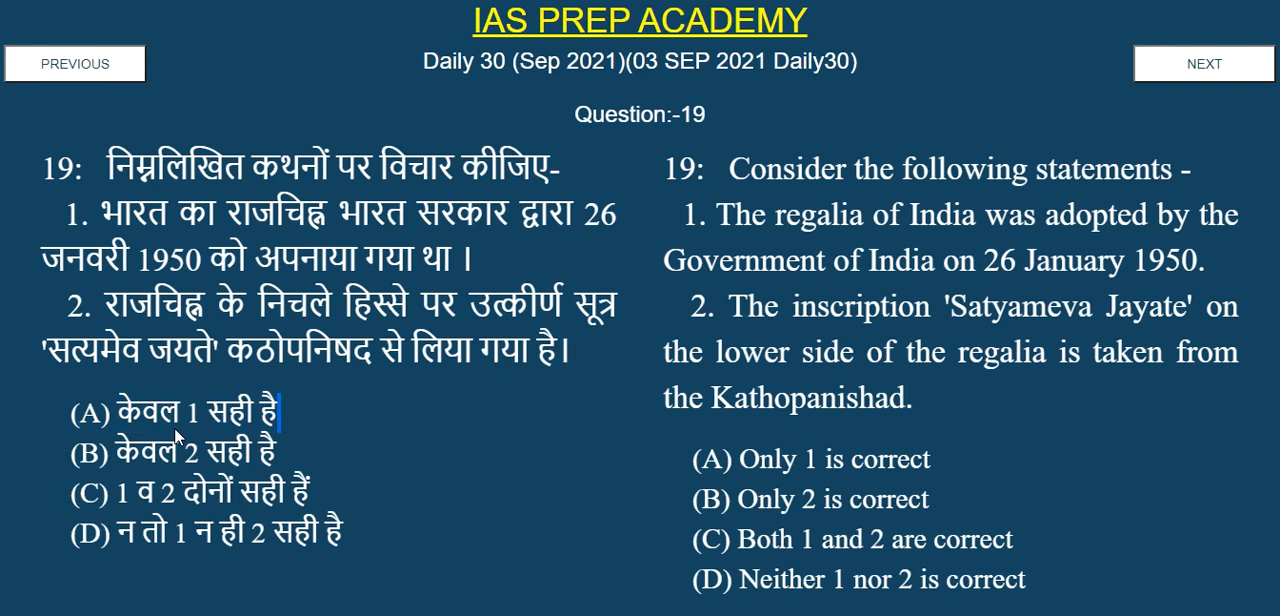 IAS PREP ACADEMY
PREVIOUS
Daily 30 (Sep 2021)(03 SEP 2021 Daily30)
NEXT
Question:-19
19: निम्नलिखित कथनों पर विचार कीजिए-
1. भारत का राजचिह्न भारत सरकार द्वारा 26
जनवरी 1950 को अपनाया गया था ।
2. राजचिह्न के निचले हिस्से पर उत्कीर्ण सूत्र
'सत्यमेव जयते' कठोपनिषद से लिया गया है।
(A) केवल 1 सही है
(B) केवल 2 सही है
(C) 1 व 2 दोनों सही हैं
(D) न तो 1 न ही 2 सही है
19: Consider the following statements -
1. The regalia of India was adopted by the
Government of India on 26 January 1950.
2. The inscription 'Satyameva Jayate' on
the lower side of the regalia is taken from
the Kathopanishad.
(A) Only 1 is correct
(B) Only 2 is correct
(C) Both 1 and 2 are correct
(D) Neither 1 nor 2 is correct